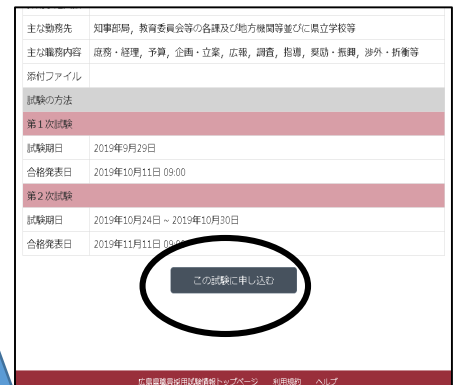 主な勤務先 知事部局，教育委員会等の各課及び地方機関等並びに県立学校等
主な職務内容 庶務・経理，予算，企画・立案，広報，調査，指導，奨励・振興，渉外・折衝等
添付ファイル
試験の方法
第１次試験
試験期日 2019年9月29日
合格発表日 2019年10月11日 09:00
第２次試験
試験期日 2019年10月24日 ~ 2019年10月30日
合格発表日 2019年11月11日 09:00
この試験に申し込む
広島県職員採用試験情報トップページ 利用規約 ヘルプ